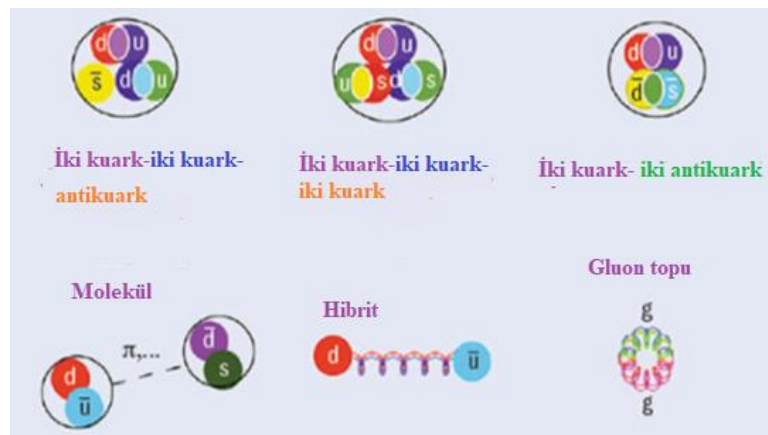 d u
s̄ d u
İki kuark-iki kuark-
antikuark
d u
u s d s
İki kuark-iki kuark-
iki kuark
d u
d̄ s̄
İki kuark- iki antikuark
Molekül
d
ū
π,...
d̄
s
Hibrit
d ū
Gluon topu
g
g